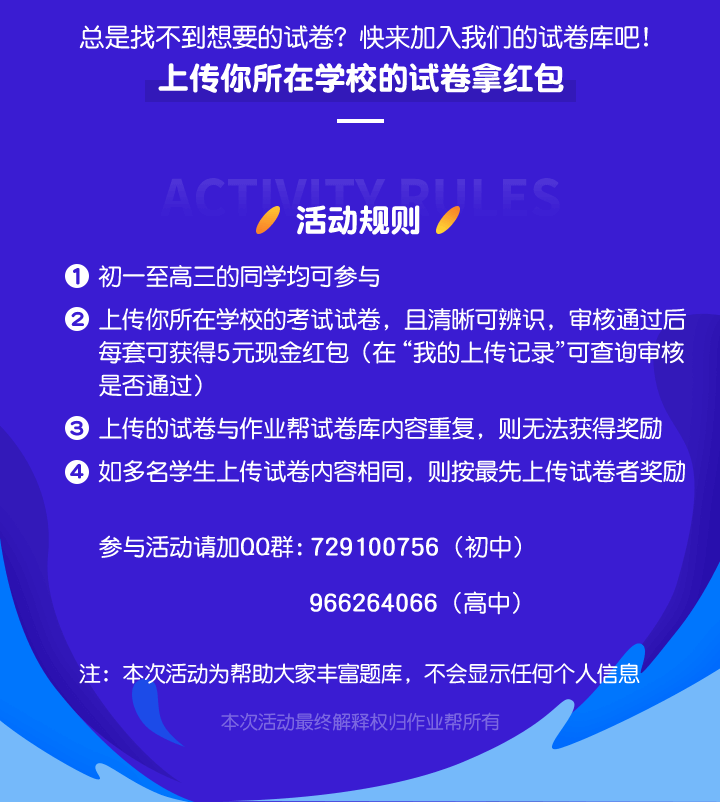 总是找不到想要的试卷？快来加入我们的试卷库吧！
上传你所在学校的试卷拿红包
ACTIVITY RULES
活动规则
1 初一至高三的同学均可参与
2 上传你所在学校的考试试卷，且清晰可辨识，审核通过后
每套可获得5元现金红包（在“我的上传记录”可查询审核
是否通过）
3 上传的试卷与作业帮试卷库内容重复，则无法获得奖励
4 如多名学生上传试卷内容相同，则按最先上传试卷者奖励
参与活动请加QQ群：729100756（初中）
966264066（高中）
注：本次活动为帮助大家丰富题库，不会显示任何个人信息
本次活动最终解释权归作业帮所有